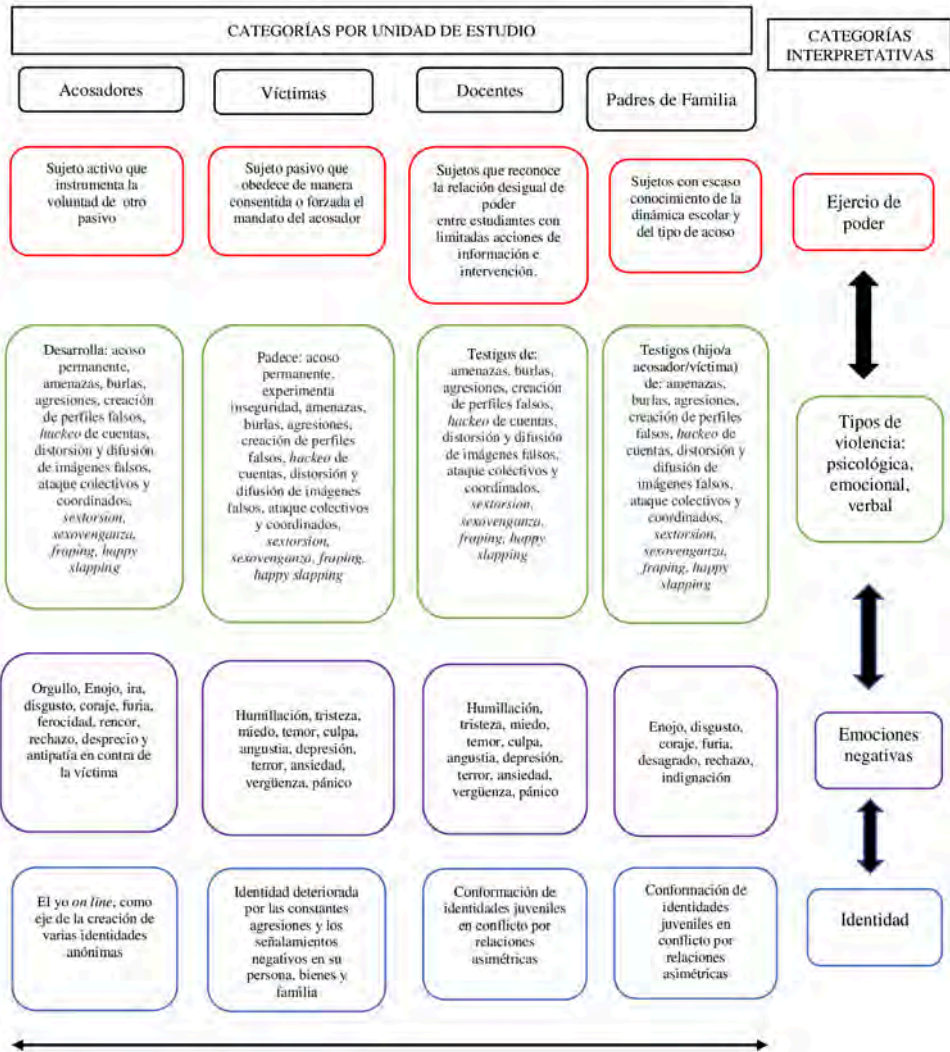 CATEGORÍAS POR UNIDAD DE ESTUDIO
CATEGORÍAS
INTERPRETATIVAS
Acosadores
Víctimas
Docentes
Padres de Familia
Sujeto activo que
instrumenta la
voluntad de otro
pasivo
Sujeto pasivo que
obedece de manera
consentida o forzada el
mandato del acosador
Sujetos que reconoce
la relación desigual de
poder
entre estudiantes con
limitadas acciones de
información e
intervención.
Sujetos con escaso
conocimiento de la
dinámica escolar y
del tipo de acoso
Ejercio de
poder
Desarrolla: acoso
permanente,
amenazas, burlas,
agresiones, creación
de perfiles falsos,
hackeo de cuentas,
distorsión y difusión
de imágenes falsos,
ataque colectivos y
coordinados,
sextorsion,
sexovenganza,
fraping, happy
slapping
Padece: acoso
permanente,
experimenta
inseguridad, amenazas,
burlas, agresiones,
creación de perfiles
falsos, hackeo de
cuentas, distorsión y
difusión de imágenes
falsos, ataque colectivos
y coordinados,
sextorsion,
sexovenganza, fraping,
happy slapping
Testigos de:
amenazas, burlas,
agresiones, creación
de perfiles falsos,
hackeo de cuentas,
distorsión y difusión
de imágenes falsos,
ataque colectivos y
coordinados,
sextorsion,
sexovenganza,
fraping, happy
slapping
Testigos (hijo/a
acosador/víctima)
de: amenazas,
burlas, agresiones,
creación de perfiles
falsos, hackeo de
cuentas, distorsión y
difusión de imágenes
falsos, ataque
colectivos y
coordinados,
sextorsion,
sexovenganza,
fraping, happy
slapping
Tipos de
violencia:
psicológica,
emocional,
verbal
Orgullo, Enojo, ira,
disgusto, coraje, furia,
ferocidad, rencor,
rechazo, desprecio y
antipatía en contra de
la víctima
Humillación, tristeza,
miedo, temor, culpa,
angustia, depresión,
terror, ansiedad,
vergüenza, pánico
Humillación,
tristeza, miedo,
temor, culpa,
angustia, depresión,
terror, ansiedad,
vergüenza, pánico
Enojo, disgusto,
coraje, furia,
desagrado, rechazo,
indignación
Emociones
negativas
El yo on line, como
eje de la creación de
varias identidades
anónimas
Identidad deteriorada
por las constantes
agresiones y los
señalamientos
negativos en su
persona, bienes y
familia
Conformación de
identidades juveniles
en conflicto por
relaciones
asimétricas
Conformación de
identidades
juveniles en
conflicto por
relaciones
asimétricas
Identidad